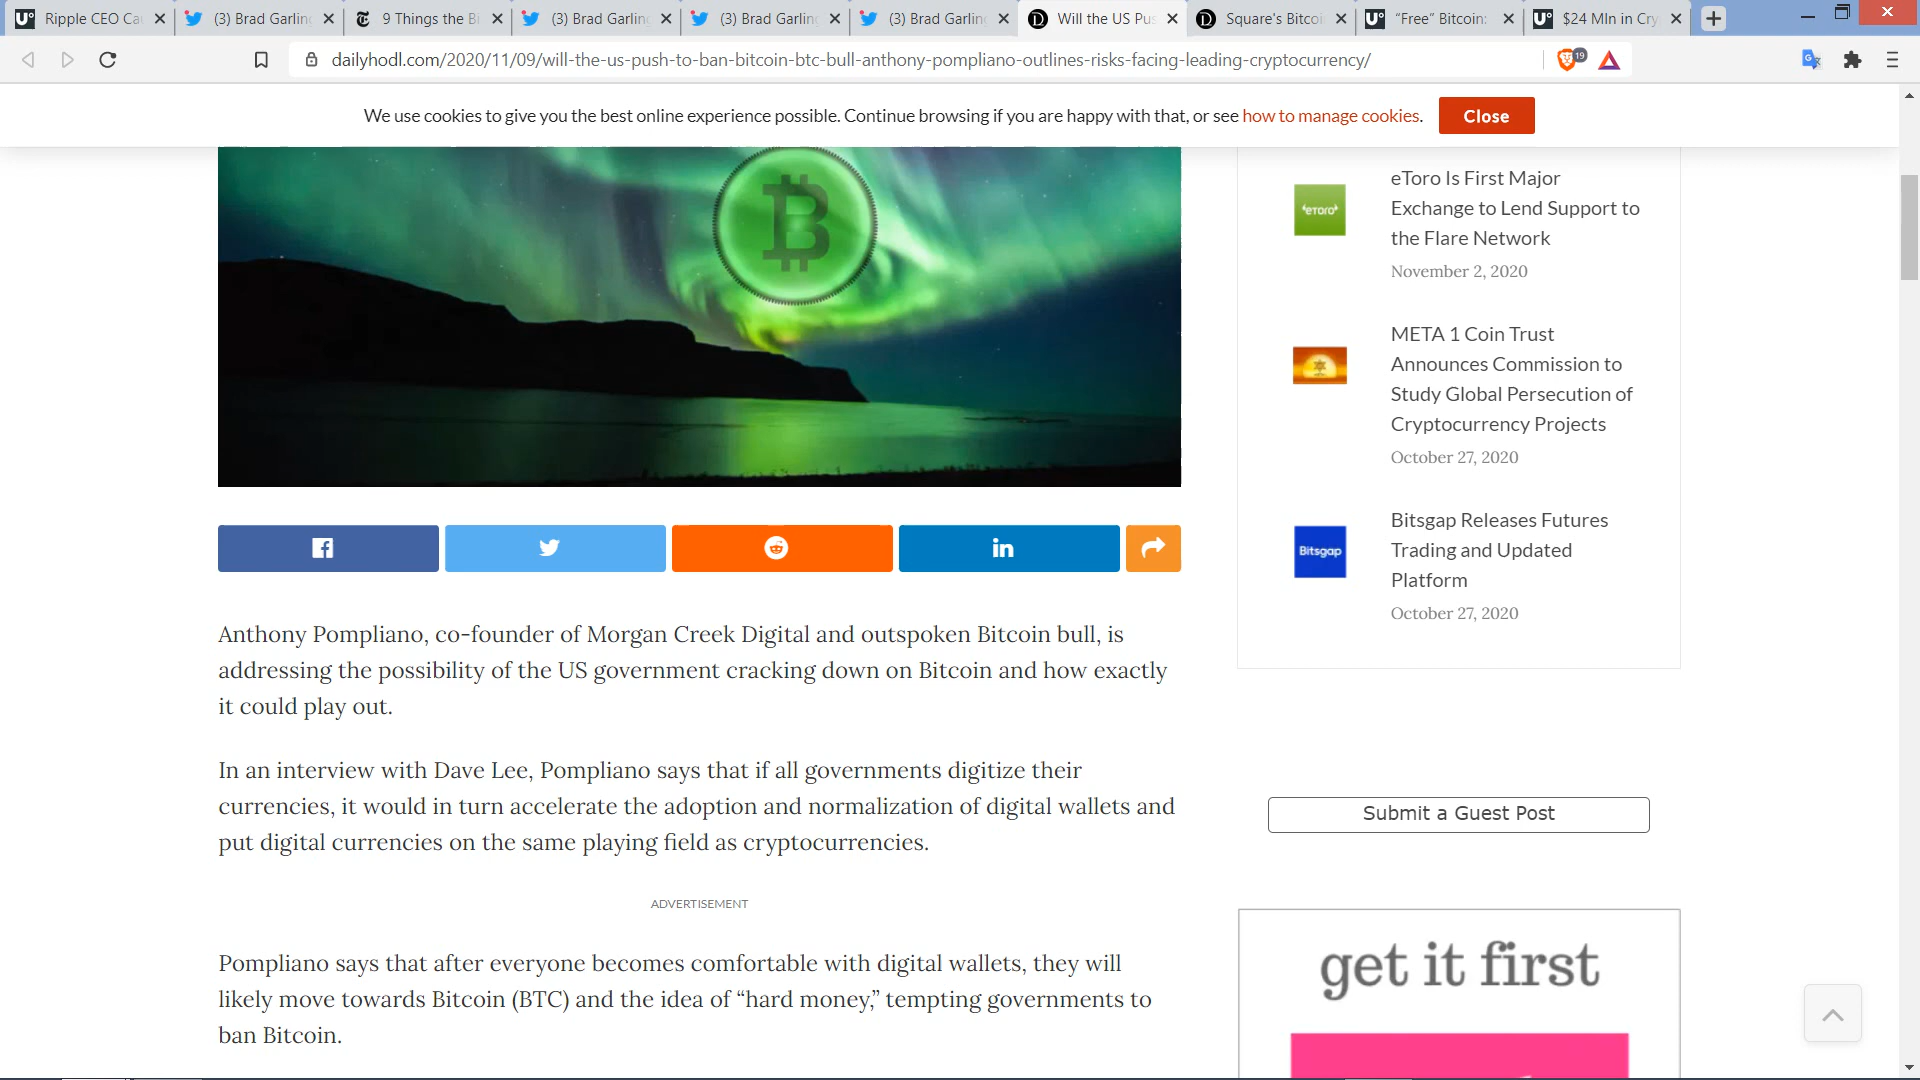 Ripple CEO Ca
(3) Brad Garling
9 Things the Bi
(3) Brad Garling
(3) Brad Garling
(3) Brad Garling
Will the US Pus
Square's Bitcoi
"Free" Bitcoin:
$24 Mln in Cry
dailyhodl.com/2020/11/09/will-the-us-push-to-ban-bitcoin-btc-bull-anthony-pompliano-outlines-risks-facing-leading-cryptocurrency/
19
We use cookies to give you the best online experience possible. Continue browsing if you are happy with that, or see how to manage cookies.
Close
eToro Is First Major
Exchange to Lend Support to
the Flare Network
November 2, 2020
eToro
META 1 Coin Trust
Announces Commission to
Study Global Persecution of
Cryptocurrency Projects
October 27, 2020
Bitsgap Releases Futures
Trading and Updated
Platform
October 27, 2020
Bitsgap
Anthony Pompliano, co-founder of Morgan Creek Digital and outspoken Bitcoin bull, is
addressing the possibility of the US government cracking down on Bitcoin and how exactly
it could play out.
In an interview with Dave Lee, Pompliano says that if all governments digitize their
currencies, it would in turn accelerate the adoption and normalization of digital wallets and
put digital currencies on the same playing field as cryptocurrencies.
ADVERTISEMENT
Pompliano says that after everyone becomes comfortable with digital wallets, they will
likely move towards Bitcoin (BTC) and the idea of “hard money,” tempting governments to
ban Bitcoin.
Submit a Guest Post
get it first